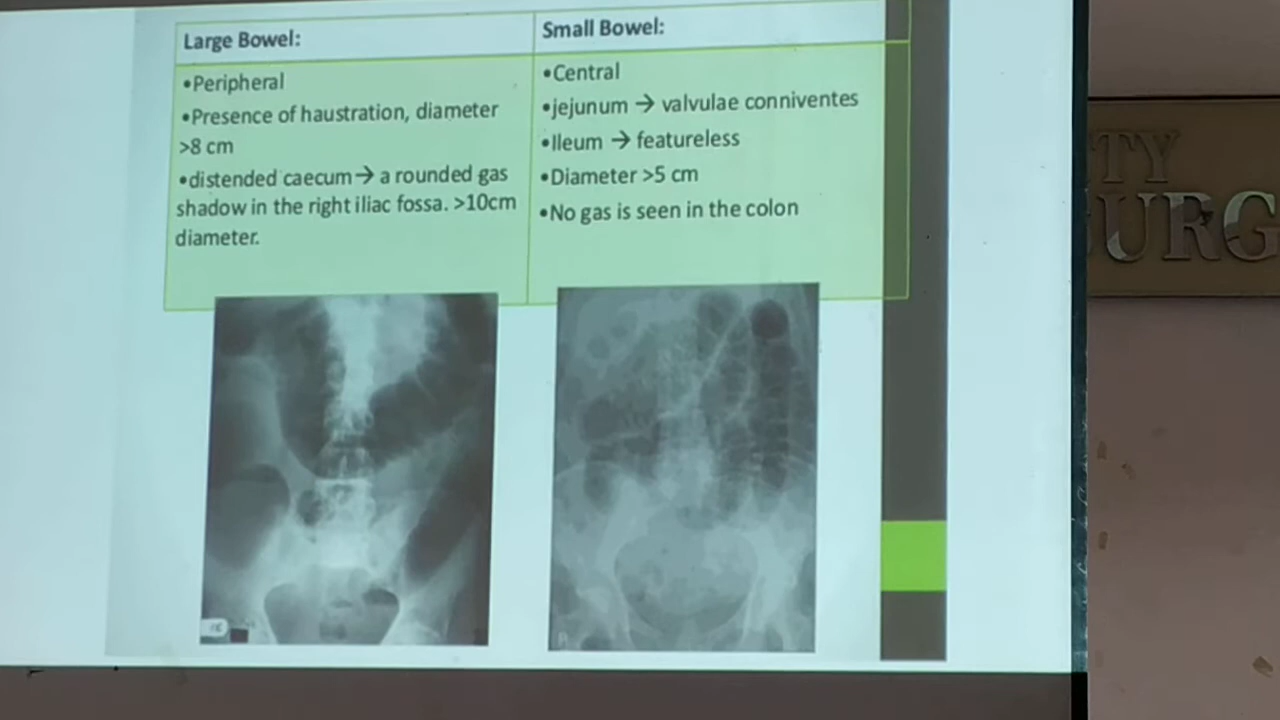 Large Bowel:
•Peripheral
•Presence of haustration, diameter
>8 cm
•distended caecum→ a rounded gas
shadow in the right iliac fossa. >10cm
diameter.
Small Bowel:
•Central
•jejunum → valvulae conniventes
•Ileum → featureless
•Diameter >5 cm
•No gas is seen in the colon
TY
URG